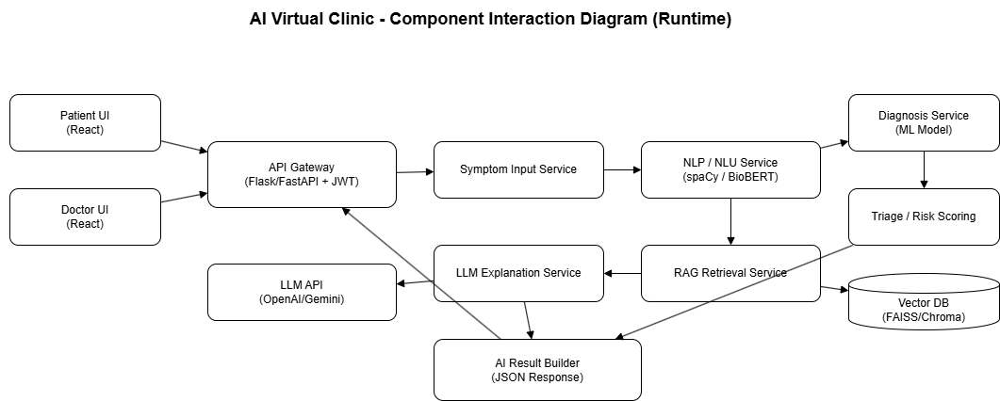 AI Virtual Clinic - Component Interaction Diagram (Runtime)
Patient UI
(React)
Doctor UI
(React)
API Gateway
(Flask/FastAPI + JWT)
Symptom Input Service
NLP / NLU Service
(spaCy / BioBERT)
Diagnosis Service
(ML Model)
Triage / Risk Scoring
LLM API
(OpenAI/Gemini)
LLM Explanation Service
RAG Retrieval Service
Vector DB
(FAISS/Chroma)
AI Result Builder
(JSON Response)